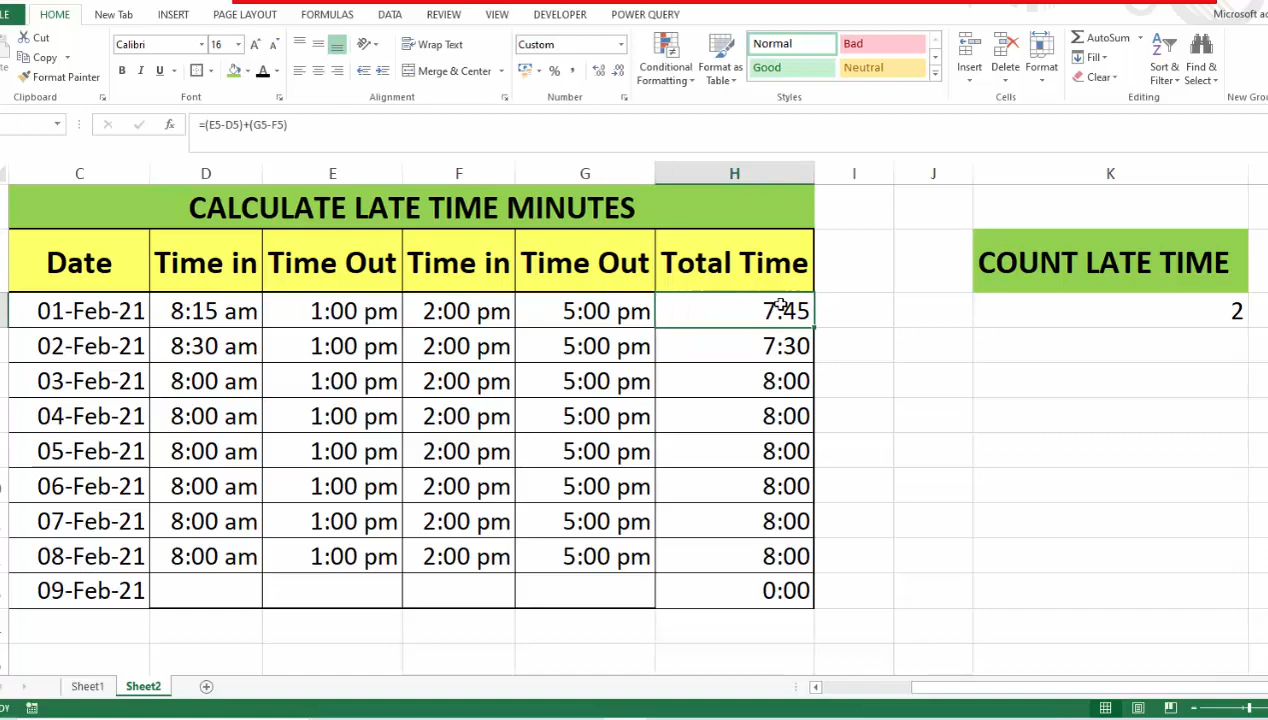 LE HOME New Tab INSERT PAGE LAYOUT FORMULAS DATA REVIEW VIEW DEVELOPER POWER QUERY Microsoft ac
Cut
Copy
Format Painter
Clipboard
Calibri 16
B I U
Font
Wrap Text
Merge & Center
Alignment
Custom
% ,
Number
Conditional Formatting
Format as Table
Normal Bad
Good Neutral
Styles
Insert Delete Format
Cells
AutoSum
Fill
Clear
Sort & Filter
Find & Select
Editing
New Gro
fx =(E5-D5)+(G5-F5)
C D E F G H I J K
CALCULATE LATE TIME MINUTES
Date Time in Time Out Time in Time Out Total Time COUNT LATE TIME
01-Feb-21 8:15 am 1:00 pm 2:00 pm 5:00 pm 7:45 2
02-Feb-21 8:30 am 1:00 pm 2:00 pm 5:00 pm 7:30
03-Feb-21 8:00 am 1:00 pm 2:00 pm 5:00 pm 8:00
04-Feb-21 8:00 am 1:00 pm 2:00 pm 5:00 pm 8:00
05-Feb-21 8:00 am 1:00 pm 2:00 pm 5:00 pm 8:00
06-Feb-21 8:00 am 1:00 pm 2:00 pm 5:00 pm 8:00
07-Feb-21 8:00 am 1:00 pm 2:00 pm 5:00 pm 8:00
08-Feb-21 8:00 am 1:00 pm 2:00 pm 5:00 pm 8:00
09-Feb-21 0:00
Sheet1 Sheet2
DY